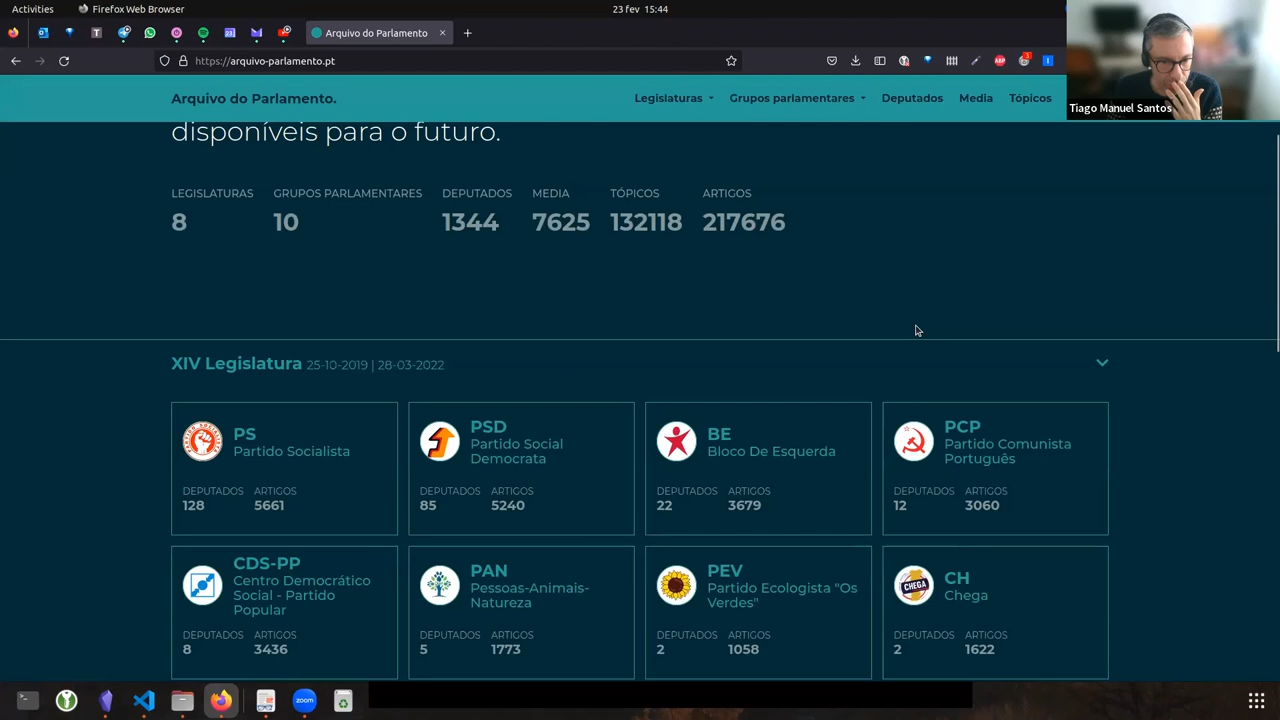 Activities Firefox Web Browser 23 fev 15:44
Arquivo do Parlamento × +
https://arquivo-parlamento.pt
Arquivo do Parlamento. Legislaturas Grupos parlamentares Deputados Media Tópicos
Tiago Manuel Santos
disponíveis para o futuro.
LEGISLATURAS GRUPOS PARLAMENTARES DEPUTADOS MEDIA TÓPICOS ARTIGOS
8 10 1344 7625 132118 217676
XIV Legislatura 25-10-2019 | 28-03-2022
PS
Partido Socialista
DEPUTADOS ARTIGOS
128 5661
PSD
Partido Social
Democrata
DEPUTADOS ARTIGOS
85 5240
BE
Bloco De Esquerda
DEPUTADOS ARTIGOS
22 3679
PCP
Partido Comunista
Português
DEPUTADOS ARTIGOS
12 3060
CDS-PP
Centro Democrático
Social - Partido
Popular
DEPUTADOS ARTIGOS
8 3436
PAN
Pessoas-Animais-
Natureza
DEPUTADOS ARTIGOS
5 1773
PEV
Partido Ecologista "Os
Verdes"
DEPUTADOS ARTIGOS
2 1058
CHEGA
CH
Chega
DEPUTADOS ARTIGOS
2 1622
zoom